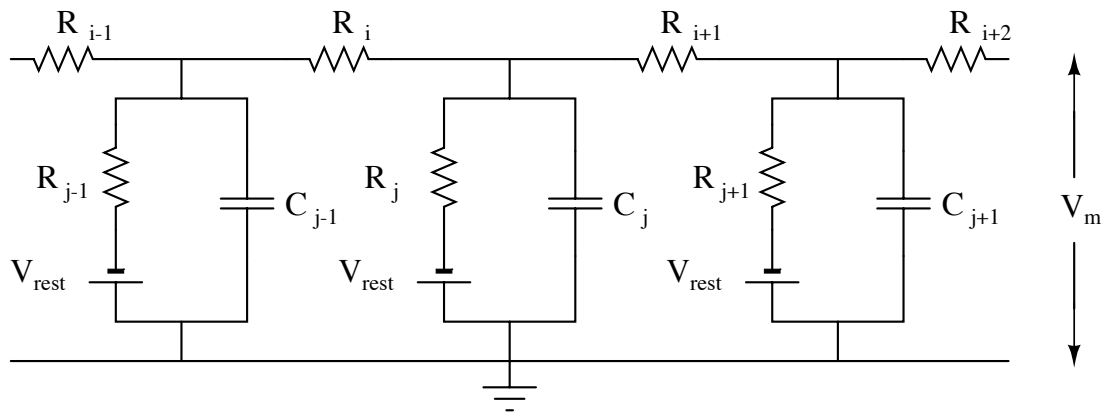 R i-1 R i R i+1 R i+2
R j-1 C j-1 R j C j R j+1 C j+1 V m
V rest V rest V rest